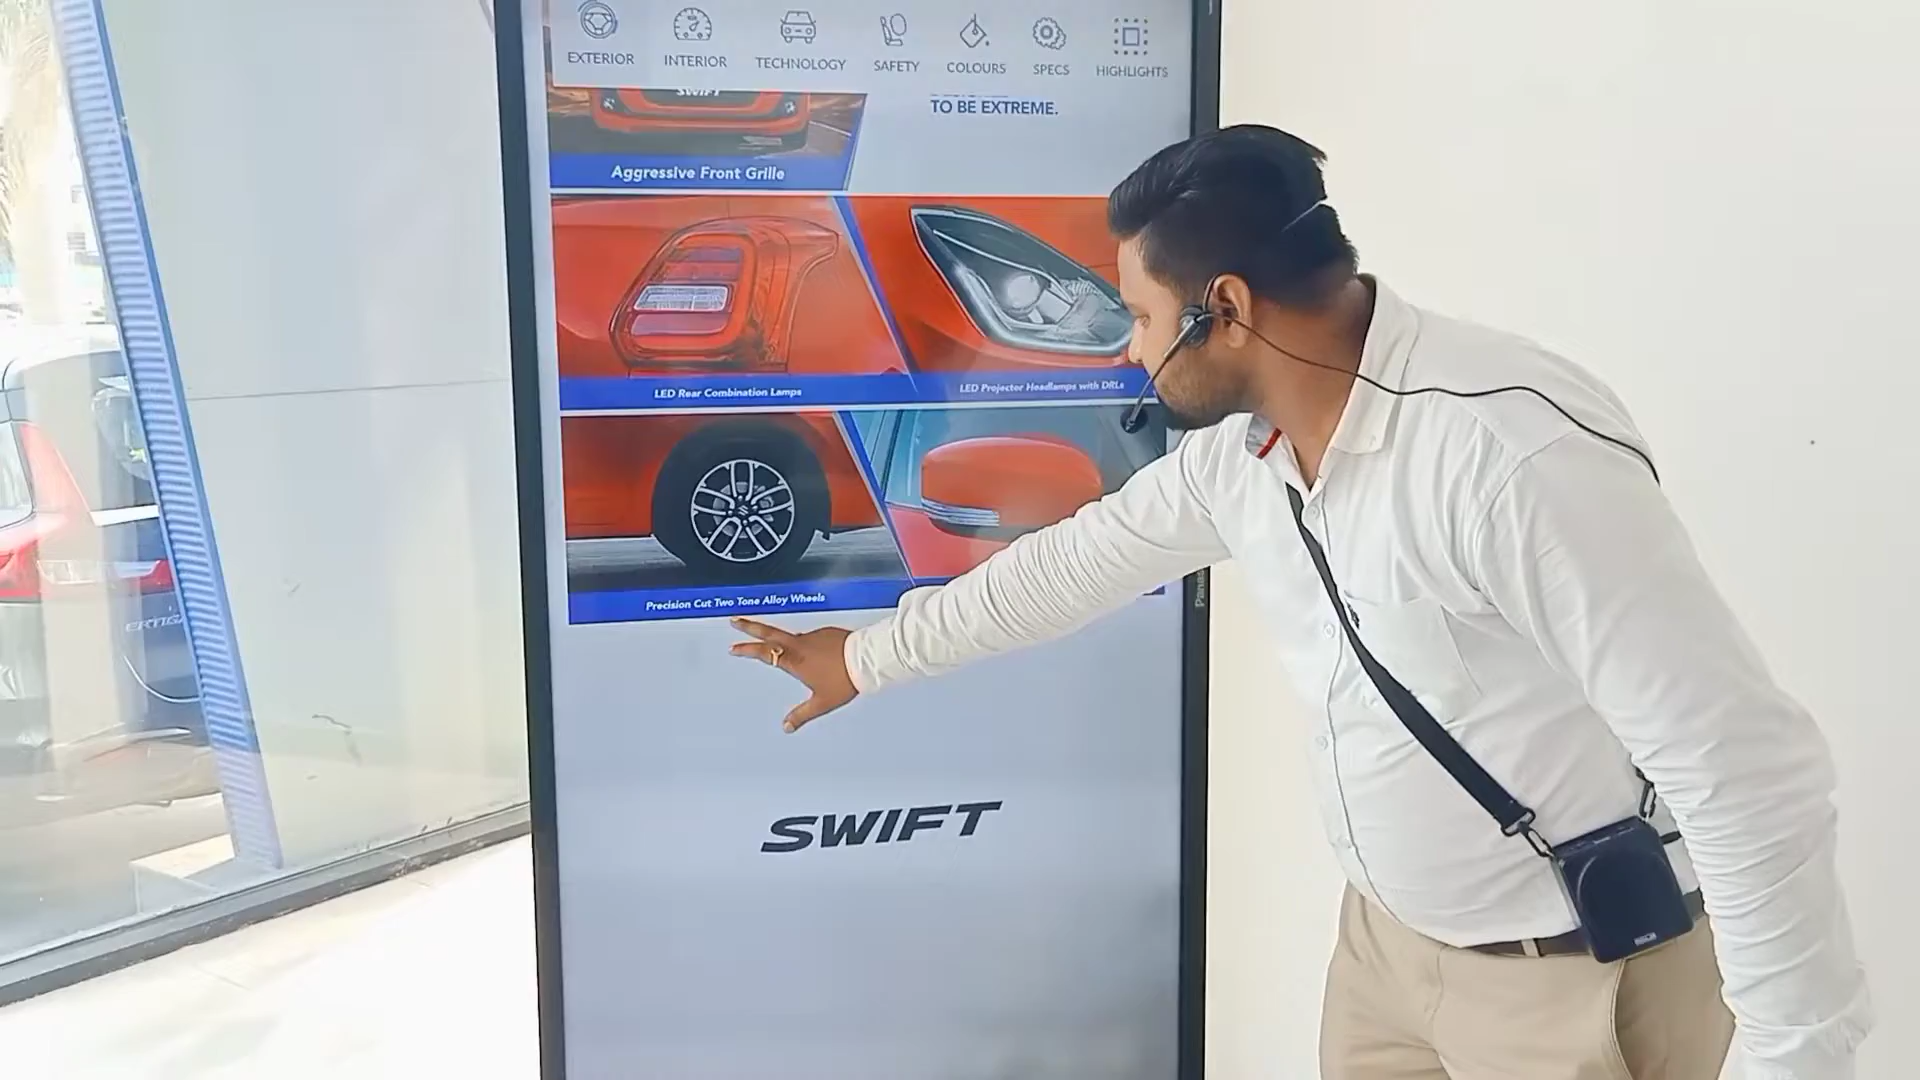 EXTERIOR
INTERIOR
TECHNOLOGY
SAFETY
COLOURS
SPECS
HIGHLIGHTS
SWIFT
TO BE EXTREME.
Aggressive Front Grille
LED Rear Combination Lamps
LED Projector Headlamps with DRLs
Precision Cut Two Tone Alloy Wheels
SWIFT
ERTIGA